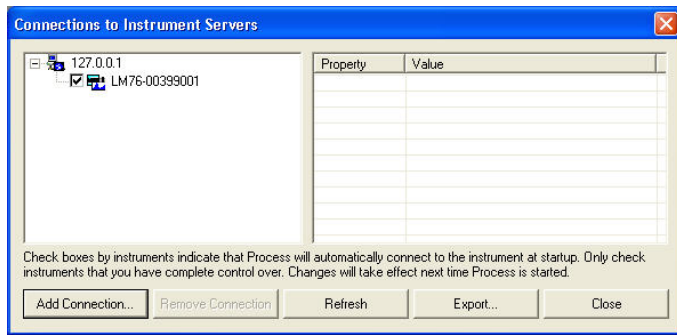 Connections to Instrument Servers
127.0.0.1
LM76-00399001
Property Value
Check boxes by instruments indicate that Process will automatically connect to the instrument at startup. Only check
instruments that you have complete control over. Changes will take effect next time Process is started.
Add Connection... Remove Connection Refresh Export... Close